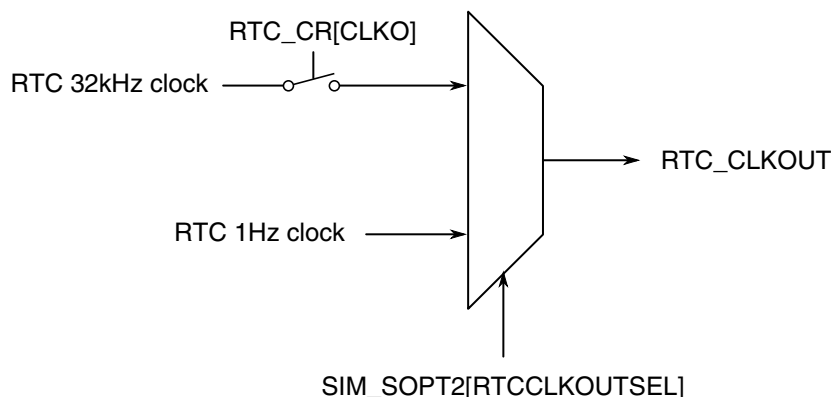 RTC_CR[CLKO]
RTC 32kHz clock
RTC_CLKOUT
RTC 1Hz clock
SIM_SOPT2[RTCCLKOUTSEL]